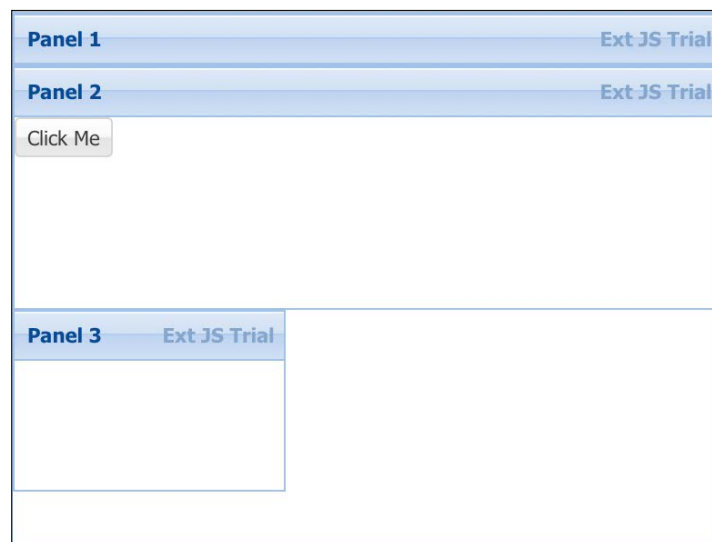 Panel 1 Ext JS Trial
Panel 2 Ext JS Trial
Click Me
Panel 3 Ext JS Trial